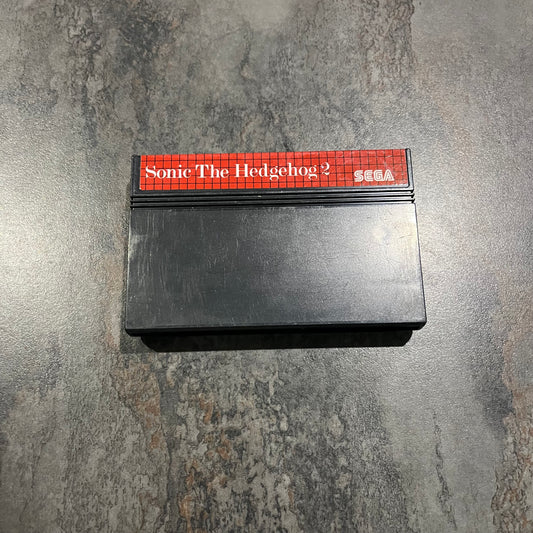 Sonic The Hedgehog 2
SEGA